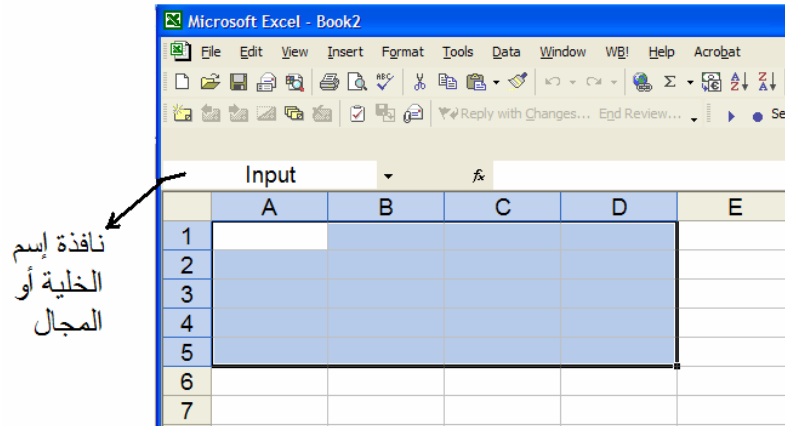 Microsoft Excel - Book2
File Edit View Insert Format Tools Data Window WB! Help Acrobat
Reply with Changes... End Review...
Input fx
A B C D E
1
2
3
4
5
6
7
نافذة إسم
الخلية أو
المجال